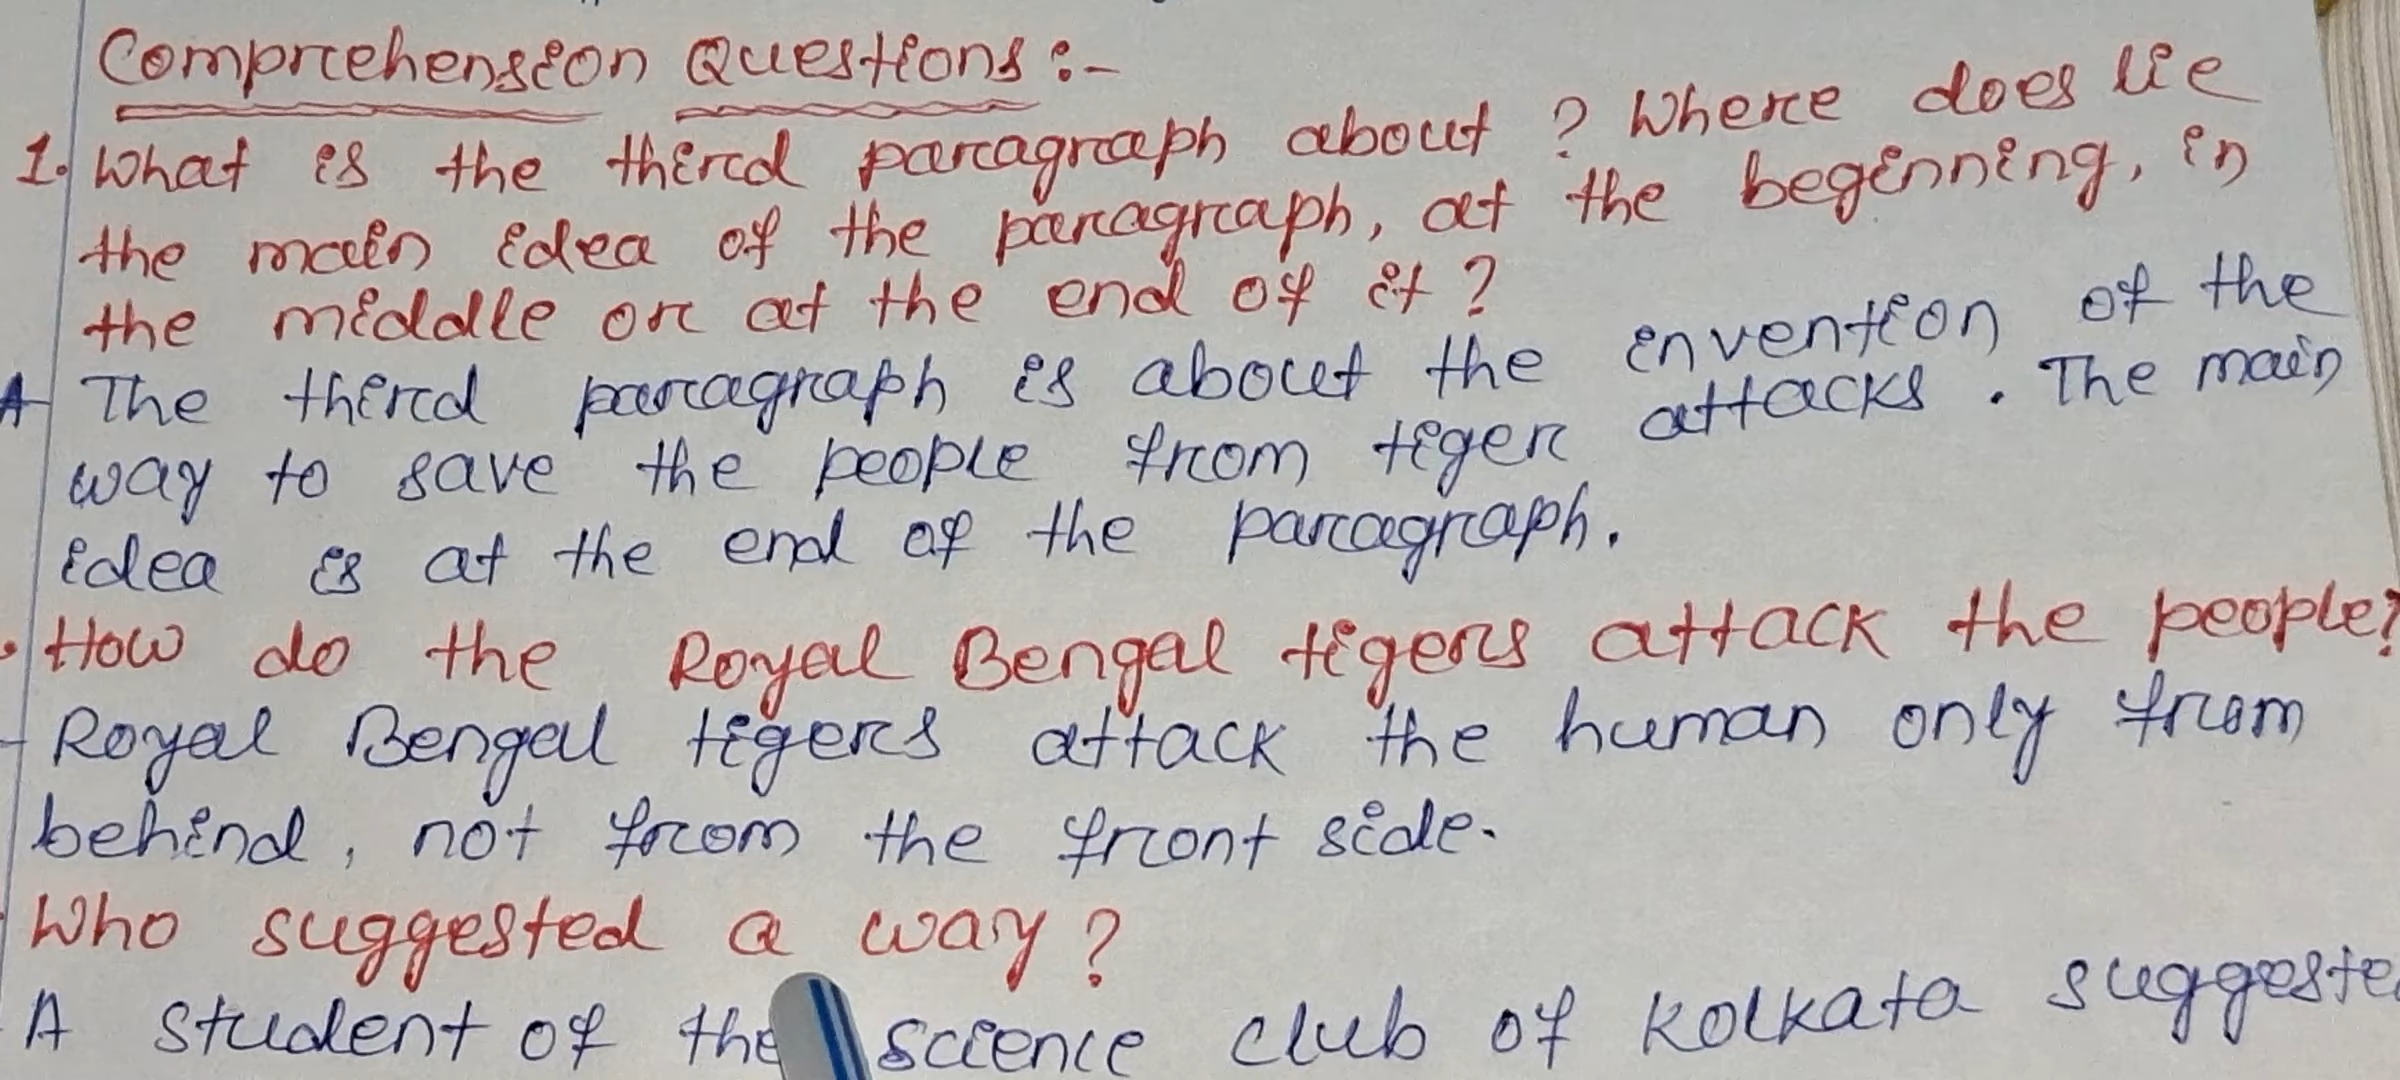 Comprehension Questions :-
1. What is the third paragraph about ? Where does lie
the main idea of the paragraph, at the beginning, in
the middle or at the end of it ?
A The third paragraph is about the invention of the
way to save the people from tiger attacks. The main
idea is at the end of the paragraph.
. How do the Royal Bengal tigers attack the people?
- Royal Bengal tigers attack the human only from
behind, not from the front side.
Who suggested a way ?
A student of the science club of Kolkata suggeste